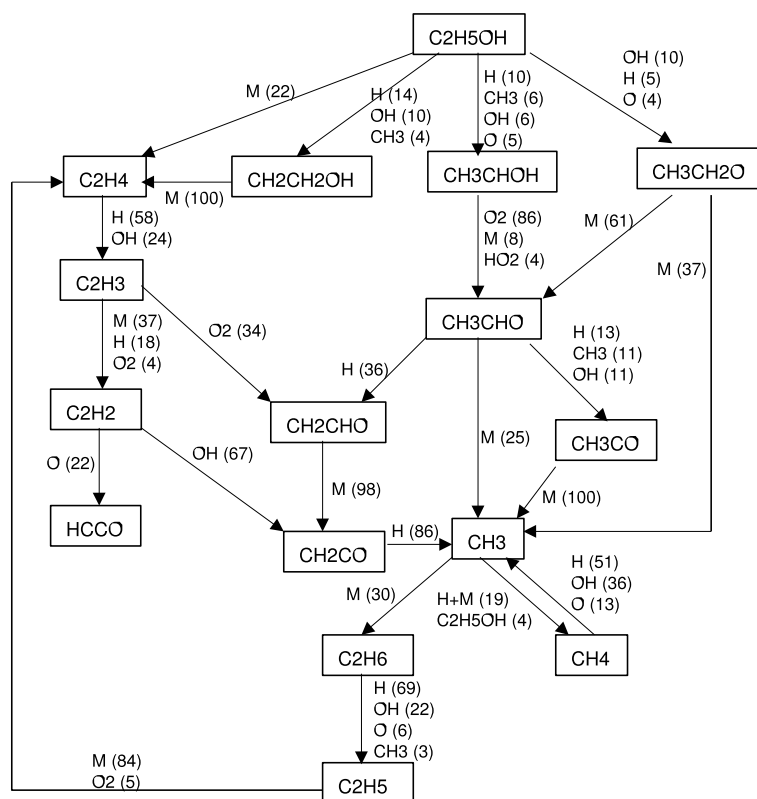 C2H5OH
OH (10)
H (5)
O (4)
M (22)
H (14)
OH (10)
CH3 (4)
H (10)
CH3 (6)
OH (6)
O (5)
C2H4
CH2CH2OH
CH3CHOH
CH3CH2O
M (100)
H (58)
OH (24)
O2 (86)
M (8)
HO2 (4)
M (61)
M (37)
C2H3
CH3CHO
M (37)
H (18)
O2 (4)
O2 (34)
H (36)
H (13)
CH3 (11)
OH (11)
C2H2
CH2CHO
CH3CO
O (22)
OH (67)
M (98)
M (25)
M (100)
HCCO
CH2CO
H (86)
CH3
M (30)
H+M (19)
C2H5OH (4)
H (51)
OH (36)
O (13)
C2H6
CH4
H (69)
OH (22)
O (6)
CH3 (3)
M (84)
O2 (5)
C2H5